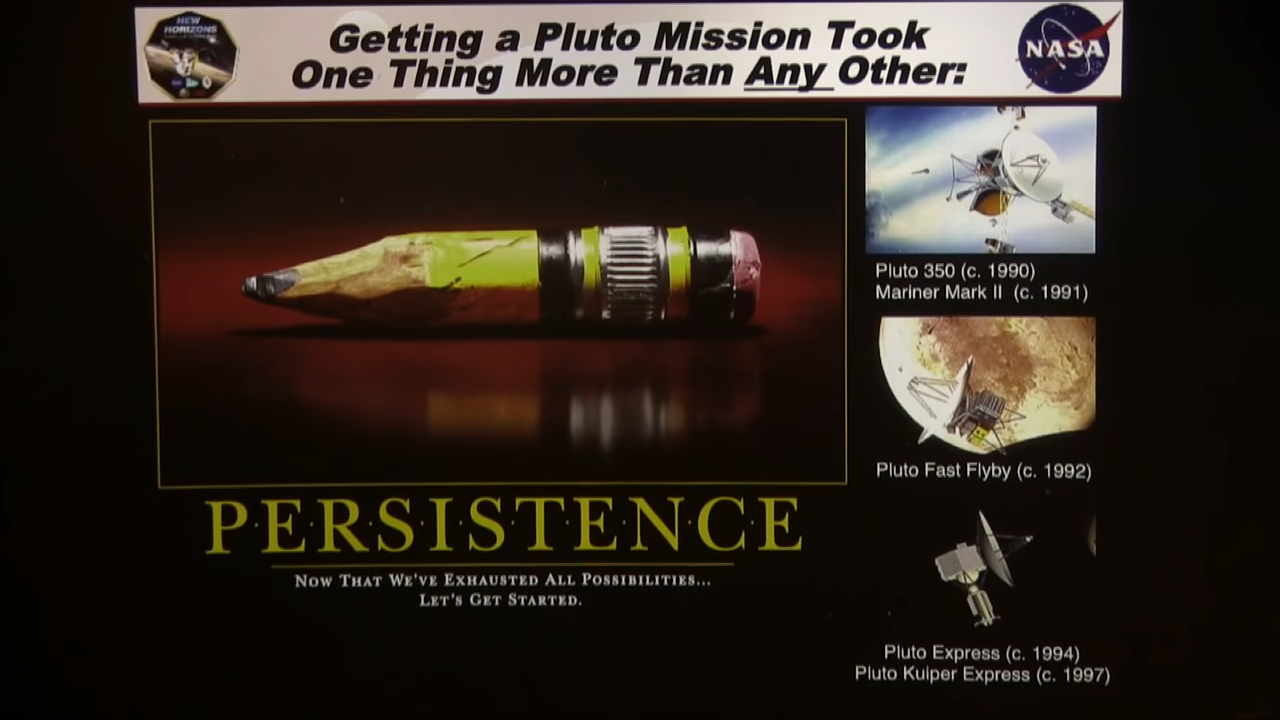 NEW
HORIZONS
Getting a Pluto Mission Took
One Thing More Than Any Other:
NASA
Pluto 350 (c. 1990)
Mariner Mark II (c. 1991)
Pluto Fast Flyby (c. 1992)
P·E·R·S·I·S·T·E·N·C·E
NOW THAT WE'VE EXHAUSTED ALL POSSIBILITIES...
LET'S GET STARTED.
Pluto Express (c. 1994)
Pluto Kuiper Express (c. 1997)